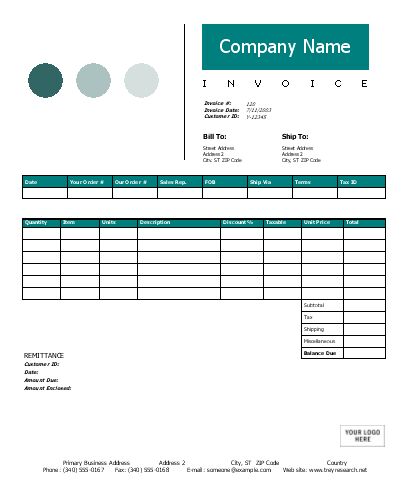 Company Name
INVOICE
Invoice #: 120
Invoice Date: 7/11/2003
Customer ID: Y-12345
Bill To: Ship To:
Street Address Street Address
Address 2 Address 2
City, ST ZIP Code City, ST ZIP Code
Date Your Order # Our Order # Sales Rep. FOB Ship Via Terms Tax ID
Quantity Item Units Description Discount % Taxable Unit Price Total
Subtotal
Tax
Shipping
Miscellaneous
Balance Due
REMITTANCE
Customer ID:
Date:
Amount Due:
Amount Enclosed:
YOUR LOGO
HERE
Primary Business Address Address 2 City, ST ZIP Code Country
Phone: (340) 555-0167 Fax: (340) 555-0168 E-mail: someone@example.com Web site: www.treyresearch.net